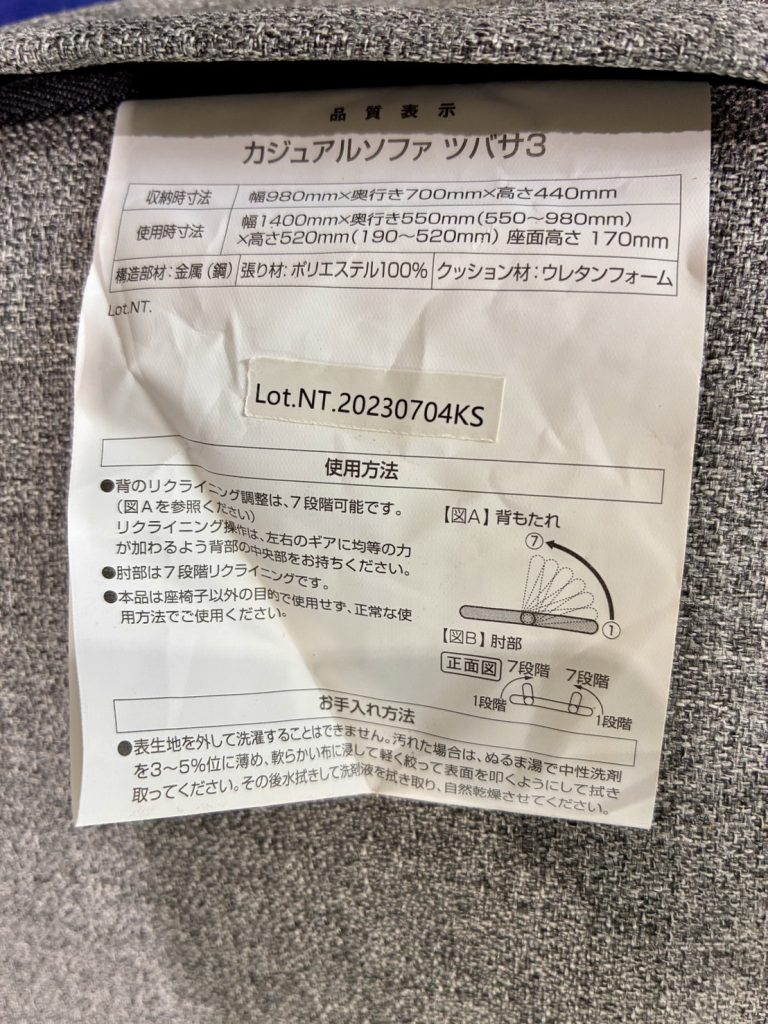 品質表示
カジュアルソファ ツバサ3
収納時寸法 幅980mm×奥行き700mm×高さ440mm
使用時寸法 幅1400mm×奥行き550mm(550〜980mm)
×高さ520mm(190〜520mm) 座面高さ 170mm
構造部材:金属(鋼) 張り材:ポリエステル100% クッション材:ウレタンフォーム
Lot.NT.
Lot.NT.20230704KS
使用方法
●背のリクライニング調整は、7段階可能です。
(図Aを参照ください)
リクライニング操作は、左右のギアに均等の力
が加わるよう背部の中央部をお持ちください。
●肘部は7段階リクライニングです。
●本品は座椅子以外の目的で使用せず、正常な使
用方法でご使用ください。
【図A】背もたれ
⑦
①
【図B】肘部
正面図 7段階 7段階
1段階 1段階
お手入れ方法
●表生地を外して洗濯することはできません。汚れた場合は、ぬるま湯で中性洗剤
を3〜5%位に薄め、軟らかい布に浸して軽く絞って表面を叩くようにして拭き
取ってください。その後水拭きして洗剤液を拭き取り、自然乾燥させてください。